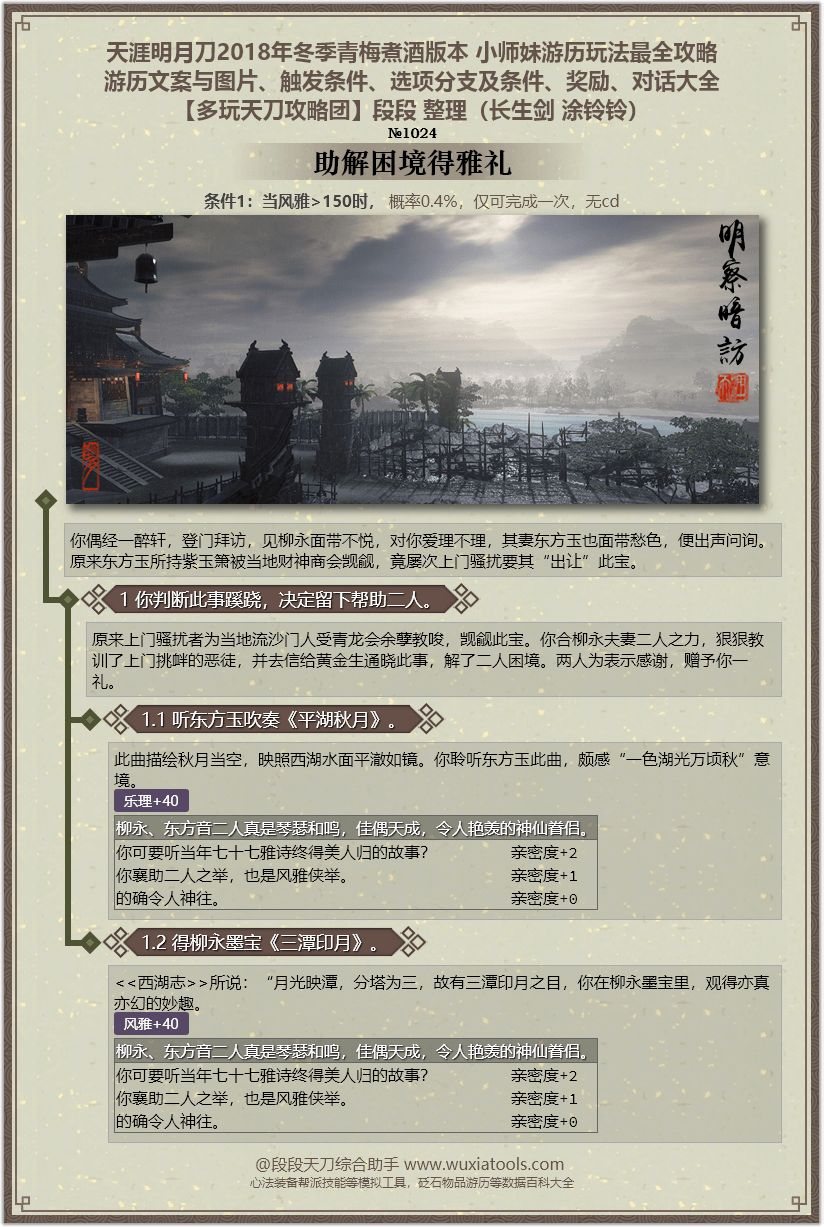 天涯明月刀2018年冬季青梅煮酒版本 小师妹游历玩法最全攻略
游历文案与图片、触发条件、选项分支及条件、奖励、对话大全
【多玩天刀攻略团】段段 整理（长生剑 涂铃铃）
№1024
助解困境得雅礼
条件1：当风雅>150时， 概率0.4%，仅可完成一次，无cd
明察暗訪
你偶经一醉轩，登门拜访，见柳永面带不悦，对你爱理不理，其妻东方玉也面带愁色，便出声问询。
原来东方玉所持紫玉箫被当地财神商会觊觎，竟屡次上门骚扰要其“出让”此宝。
1 你判断此事蹊跷，决定留下帮助二人。
原来上门骚扰者为当地流沙门人受青龙会余孽教唆，觊觎此宝。你合柳永夫妻二人之力，狠狠教
训了上门挑衅的恶徒，并去信给黄金生通晓此事，解了二人困境。两人为表示感谢，赠予你一
礼。
1.1 听东方玉吹奏《平湖秋月》。
此曲描绘秋月当空，映照西湖水面平澈如镜。你聆听东方玉此曲，颇感“一色湖光万顷秋”意
境。
乐理+40
柳永、东方音二人真是琴瑟和鸣，佳偶天成，令人艳羡的神仙眷侣。
你可要听当年七十七雅诗终得美人归的故事？ 亲密度+2
你襄助二人之举，也是风雅侠举。 亲密度+1
的确令人神往。 亲密度+0
1.2 得柳永墨宝《三潭印月》。
<<西湖志>>所说：“月光映潭，分塔为三，故有三潭印月之目，你在柳永墨宝里，观得亦真
亦幻的妙趣。
风雅+40
柳永、东方音二人真是琴瑟和鸣，佳偶天成，令人艳羡的神仙眷侣。
你可要听当年七十七雅诗终得美人归的故事？ 亲密度+2
你襄助二人之举，也是风雅侠举。 亲密度+1
的确令人神往。 亲密度+0
@段段天刀综合助手 www.wuxiatools.com
心法装备帮派技能等模拟工具，砭石物品游历等数据百科大全